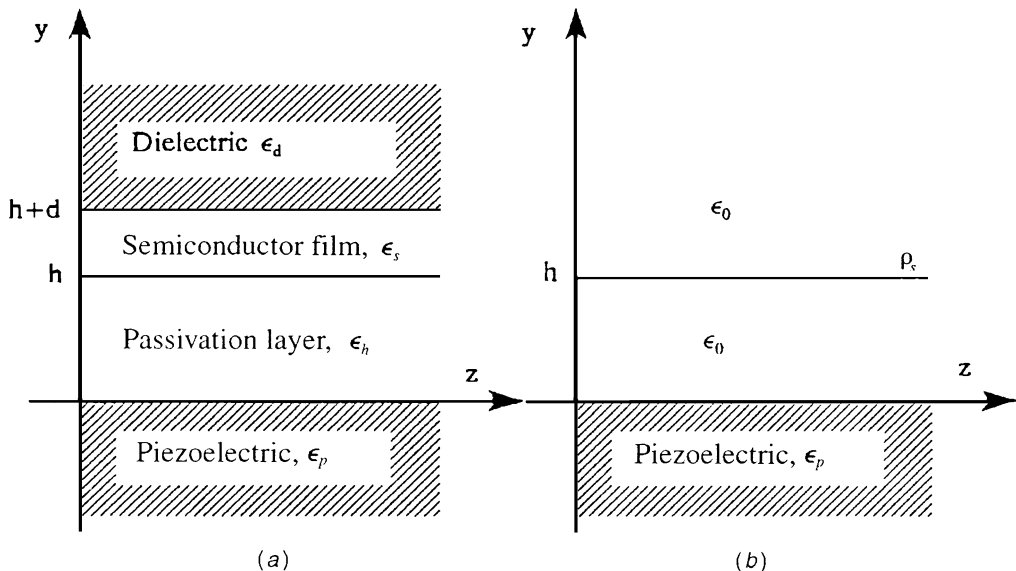 y
Dielectric ϵd
h+d
Semiconductor film, ϵs
h
Passivation layer, ϵh
z
Piezoelectric, ϵp
(a)
y
ϵ0
h
ρs
ϵ0
z
Piezoelectric, ϵp
(b)